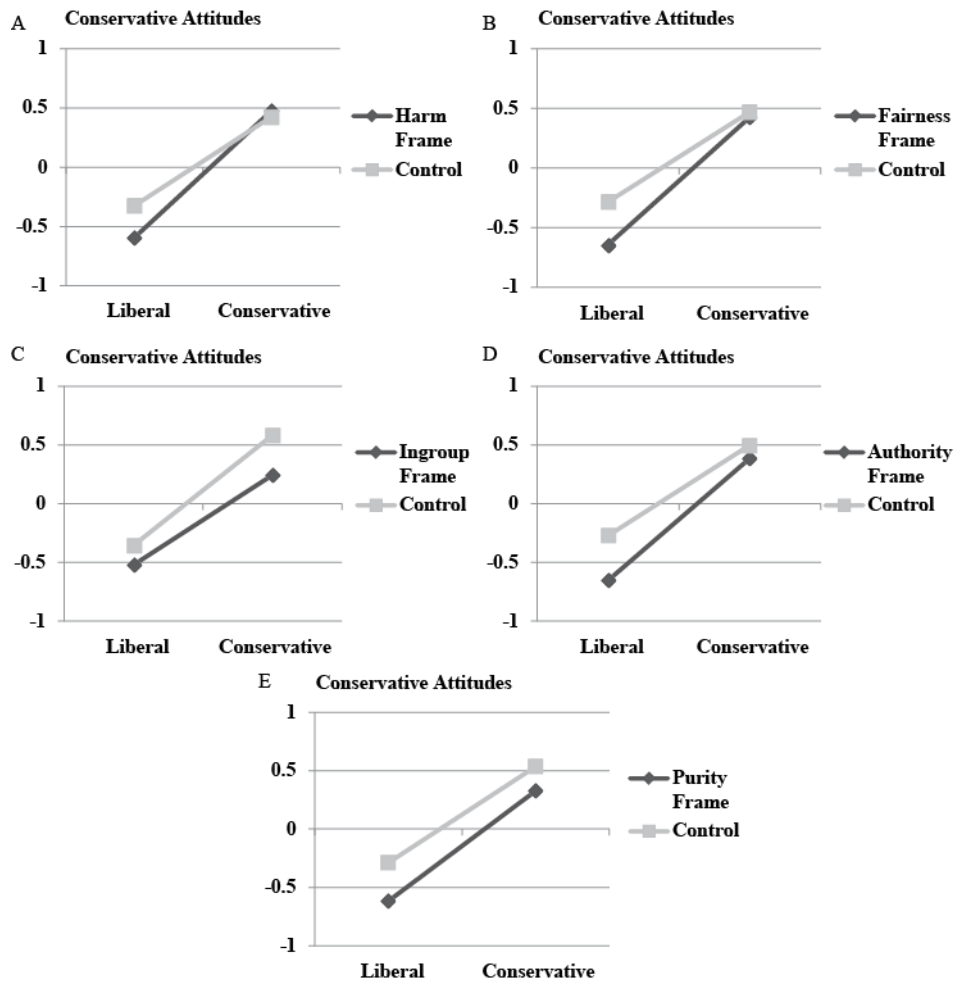 A
Conservative Attitudes
1
0.5
0
-0.5
-1
Liberal
Conservative
Harm
Frame
Control
B
Conservative Attitudes
1
0.5
0
-0.5
-1
Liberal
Conservative
Fairness
Frame
Control
C
Conservative Attitudes
1
0.5
0
-0.5
-1
Liberal
Conservative
Ingroup
Frame
Control
D
Conservative Attitudes
1
0.5
0
-0.5
-1
Liberal
Conservative
Authority
Frame
Control
E
Conservative Attitudes
1
0.5
0
-0.5
-1
Liberal
Conservative
Purity
Frame
Control